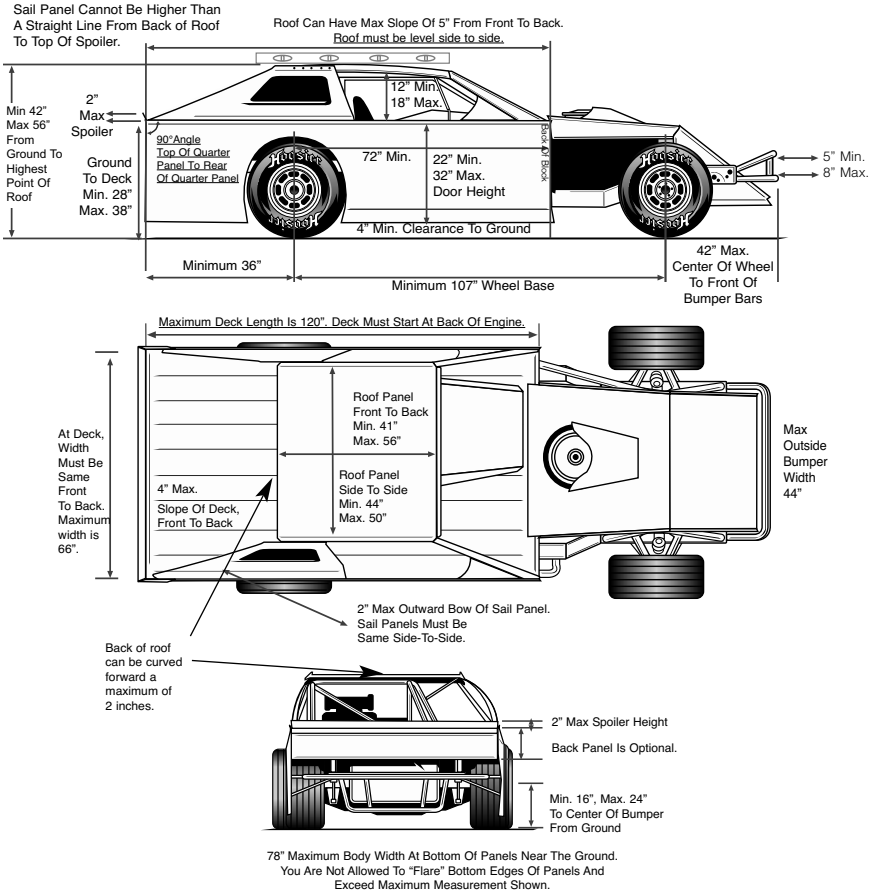 Sail Panel Cannot Be Higher Than
A Straight Line From Back of Roof
To Top Of Spoiler.
Roof Can Have Max Slope Of 5” From Front To Back.
Roof must be level side to side.
12” Min.
18” Max.
Min 42”
Max 56”
From
Ground To
Highest
Point Of
Roof
2”
Max
Spoiler
Ground
To Deck
Min. 28”
Max. 38”
90°Angle
Top Of Quarter
Panel To Rear
Of Quarter Panel
Hoosier
Hoosier
72” Min.
22” Min.
32” Max.
Door Height
Back Of Block
4” Min. Clearance To Ground
Hoosier
Hoosier
5” Min.
8” Max.
Minimum 36”
Minimum 107” Wheel Base
42” Max.
Center Of Wheel
To Front Of
Bumper Bars
Maximum Deck Length Is 120”. Deck Must Start At Back Of Engine.
At Deck,
Width
Must Be
Same
Front
To Back.
Maximum
width is
66”.
4” Max.
Slope Of Deck,
Front To Back
Roof Panel
Front To Back
Min. 41”
Max. 56”
Roof Panel
Side To Side
Min. 44”
Max. 50”
Max
Outside
Bumper
Width
44”
2” Max Outward Bow Of Sail Panel.
Sail Panels Must Be
Same Side-To-Side.
Back of roof
can be curved
forward a
maximum of
2 inches.
2” Max Spoiler Height
Back Panel Is Optional.
Min. 16”, Max. 24”
To Center Of Bumper
From Ground
78” Maximum Body Width At Bottom Of Panels Near The Ground.
You Are Not Allowed To “Flare” Bottom Edges Of Panels And
Exceed Maximum Measurement Shown.